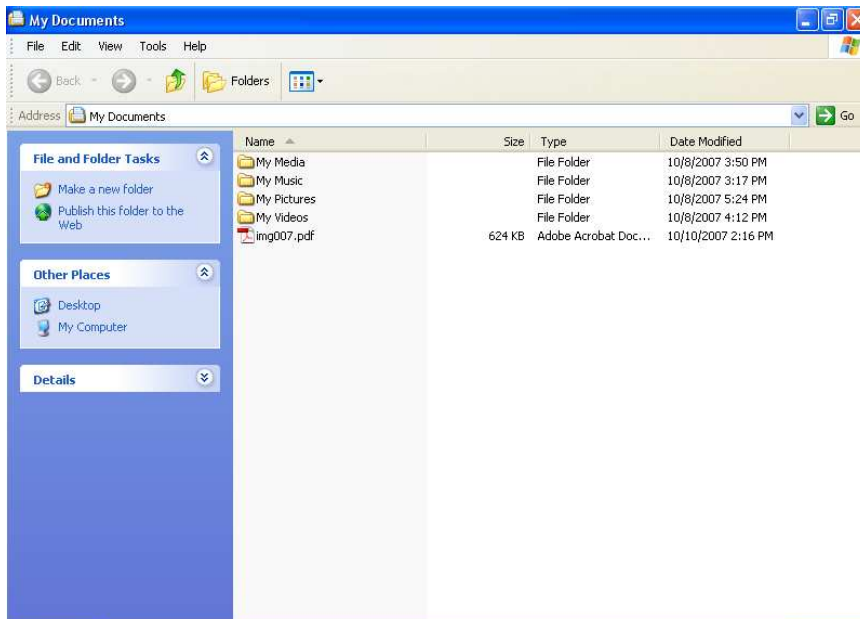 My Documents
File Edit View Tools Help
Back Folders
Address My Documents Go
File and Folder Tasks
Make a new folder
Publish this folder to the
Web
Other Places
Desktop
My Computer
Details
Name Size Type Date Modified
My Media File Folder 10/8/2007 3:50 PM
My Music File Folder 10/8/2007 3:17 PM
My Pictures File Folder 10/8/2007 5:24 PM
My Videos File Folder 10/8/2007 4:12 PM
img007.pdf 624 KB Adobe Acrobat Doc... 10/10/2007 2:16 PM